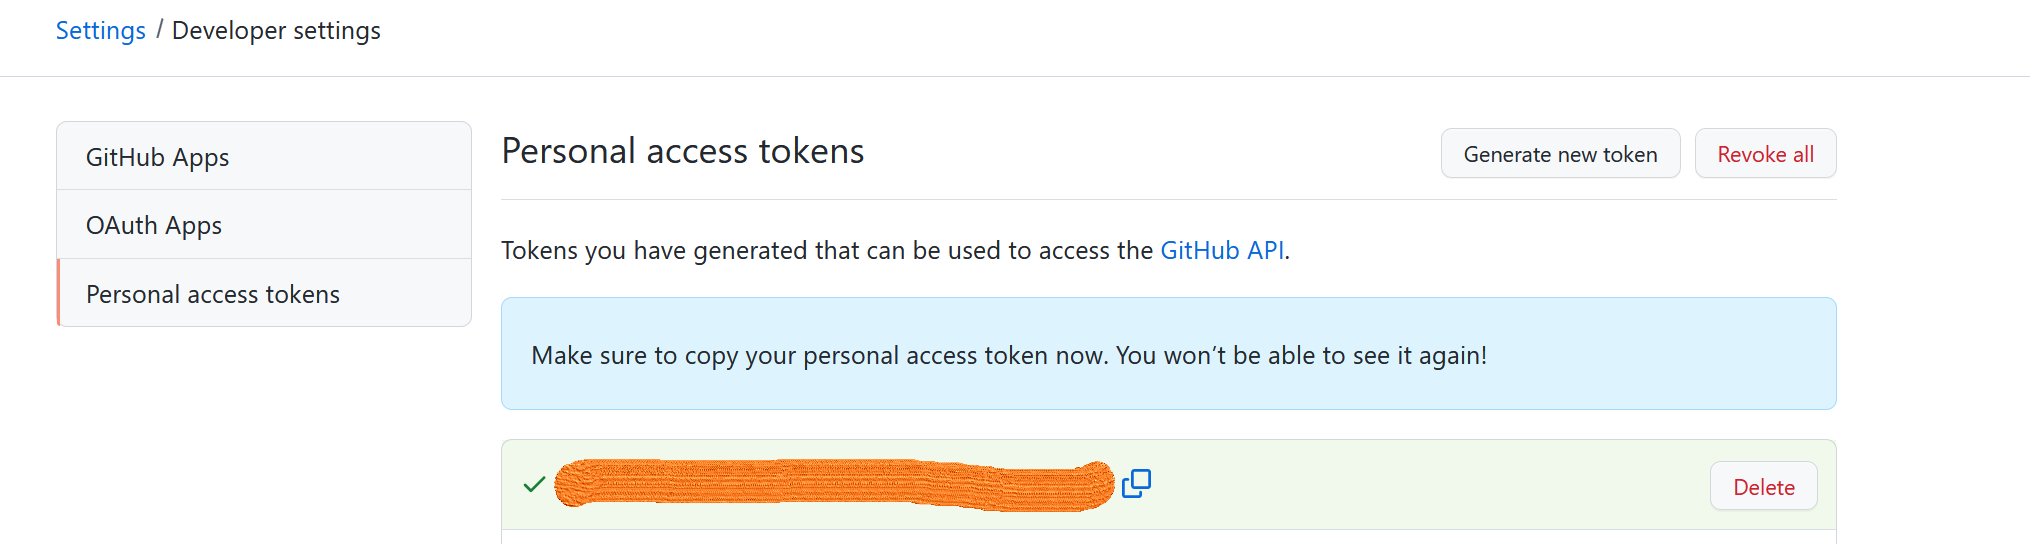 Settings / Developer settings
GitHub Apps
OAuth Apps
Personal access tokens
Personal access tokens
Generate new token
Revoke all
Tokens you have generated that can be used to access the GitHub API.
Make sure to copy your personal access token now. You won’t be able to see it again!
Delete